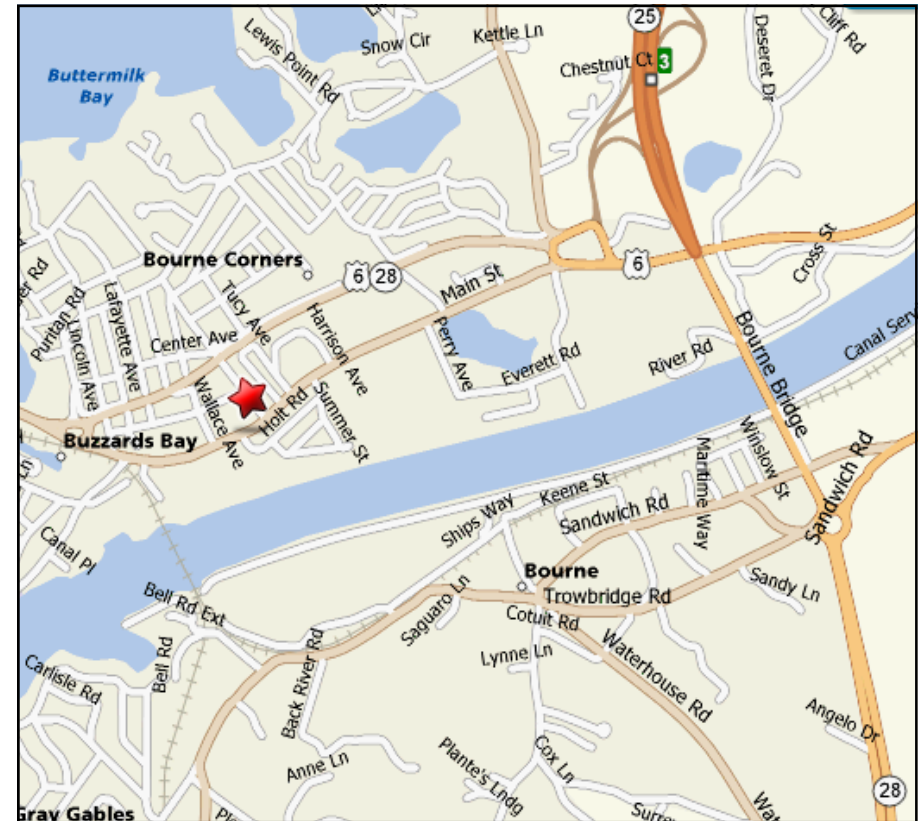 25
Cliff Rd
Lewis Point Rd
Snow Cir
Kettle Ln
Deseret Dr
Chestnut Ct
3
Buttermilk
Bay
Bourne Corners
6
28
6
Cross St
Main St
Puritan Rd
Lincoln Ave
Lafayette Ave
Tucy Ave
Harrison Ave
Center Ave
Perry Ave
Everett Rd
River Rd
Bourne Bridge
Canal Serv
Wallace Ave
Holt Rd
Summer St
Buzzards Bay
Ln
Winslow St
Maritime Way
Sandwich Rd
Keene St
Ships Way
Sandwich Rd
Canal Pl
Bourne
Sandy Ln
Trowbridge Rd
Bell Rd Ext
Saguaro Ln
Cotuit Rd
Lynne Ln
Waterhouse Rd
Bell Rd
Back River Rd
Carlisle Rd
Angelo Dr
Anne Ln
Plante's Lndg
Cox Ln
28
Gray Gables